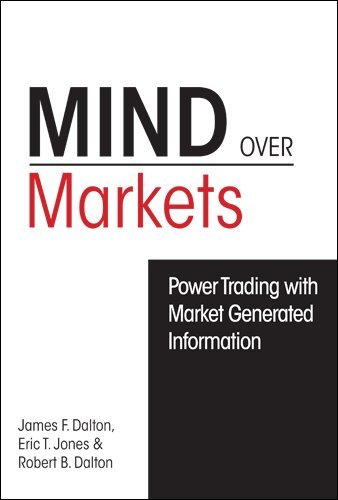 MIND OVER
Markets
Power Trading with
Market Generated
Information
James F. Dalton,
Eric T. Jones &
Robert B. Dalton